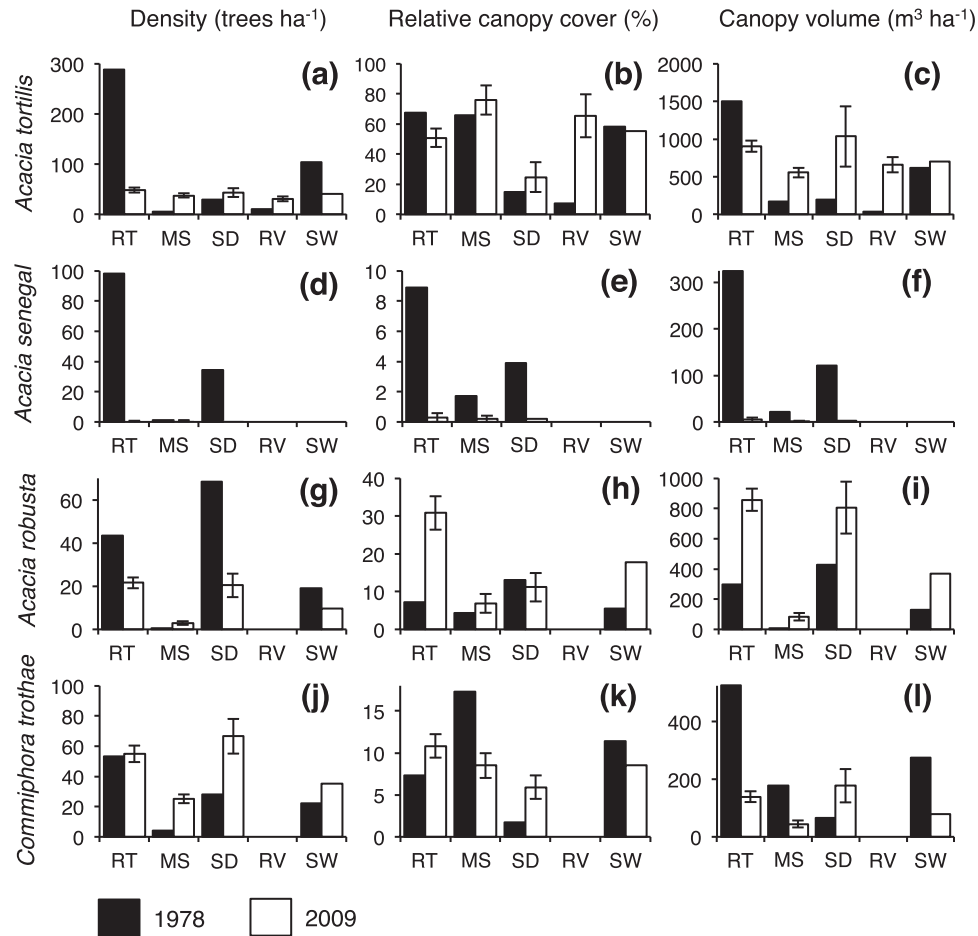 Density (trees ha-1) Relative canopy cover (%) Canopy volume (m³ ha-1)
Acacia tortilis
300 (a) 100 (b) 2000 (c)
80 1500
200 60
1000
100 40
20 500
0 0 0
RT MS SD RV SW RT MS SD RV SW RT MS SD RV SW
Acacia senegal
100 (d) 10 (e) 300 (f)
80 8
60 6 200
40 4
100
20 2
0 0 0
RT MS SD RV SW RT MS SD RV SW RT MS SD RV SW
Acacia robusta
(g) 40 (h) 1000 (i)
60 800
30
40 600
20
400
20 10 200
0 0 0
RT MS SD RV SW RT MS SD RV SW RT MS SD RV SW
Commiphora trothae
100 (j) (k) (l)
80 15 400
60 10
40 200
5
20
0 0 0
RT MS SD RV SW RT MS SD RV SW RT MS SD RV SW
1978 2009